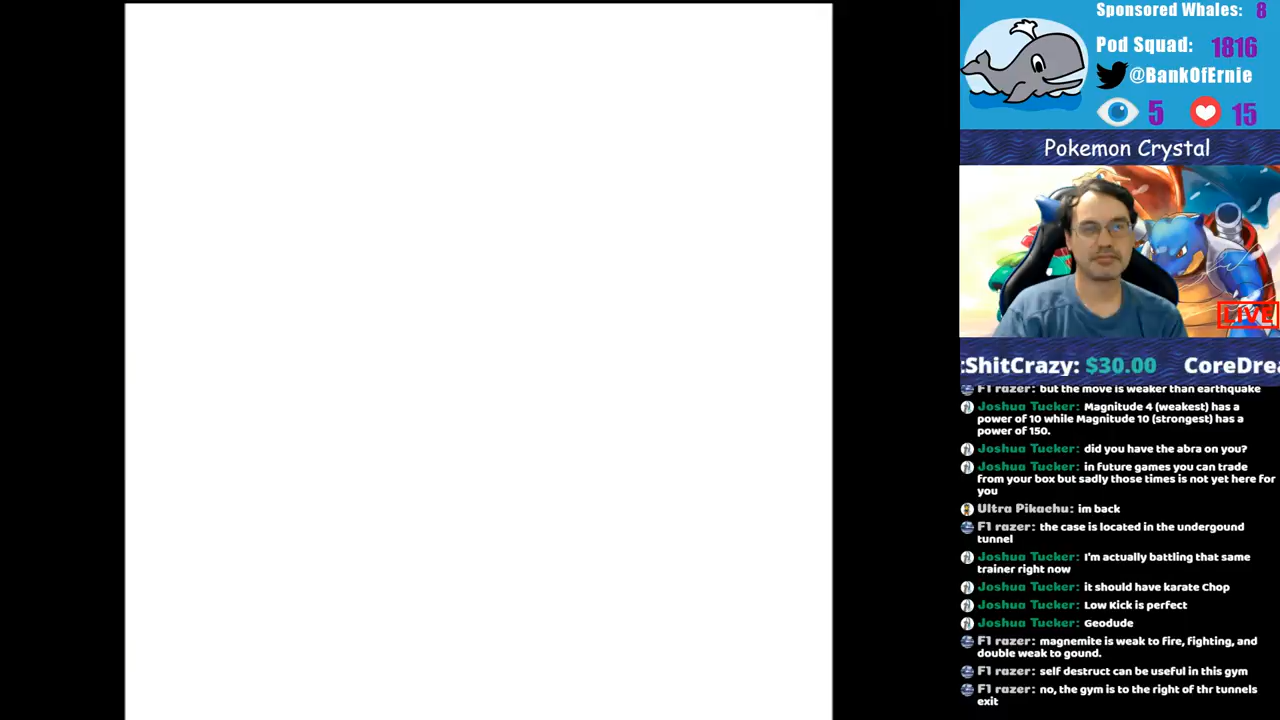 Sponsored Whales: 8
Pod Squad: 1816
@BankOfErnie
5 15
Pokemon Crystal
LIVE
tShitCrazy: $30.00 CoreDrea
F1 razer: but the move is weaker than earthquake
Joshua Tucker: Magnitude 4 (weakest) has a
power of 10 while Magnitude 10 (strongest) has a
power of 150.
Joshua Tucker: did you have the abra on you?
Joshua Tucker: in future games you can trade
from your box but sadly those times is not yet here for
you
Ultra Pikachu: im back
F1 razer: the case is located in the undergound
tunnel
Joshua Tucker: I'm actually battling that same
trainer right now
Joshua Tucker: it should have karate Chop
Joshua Tucker: Low Kick is perfect
Joshua Tucker: Geodude
F1 razer: magnemite is weak to fire, fighting, and
double weak to gound.
F1 razer: self destruct can be useful in this gym
F1 razer: no, the gym is to the right of thr tunnels
exit